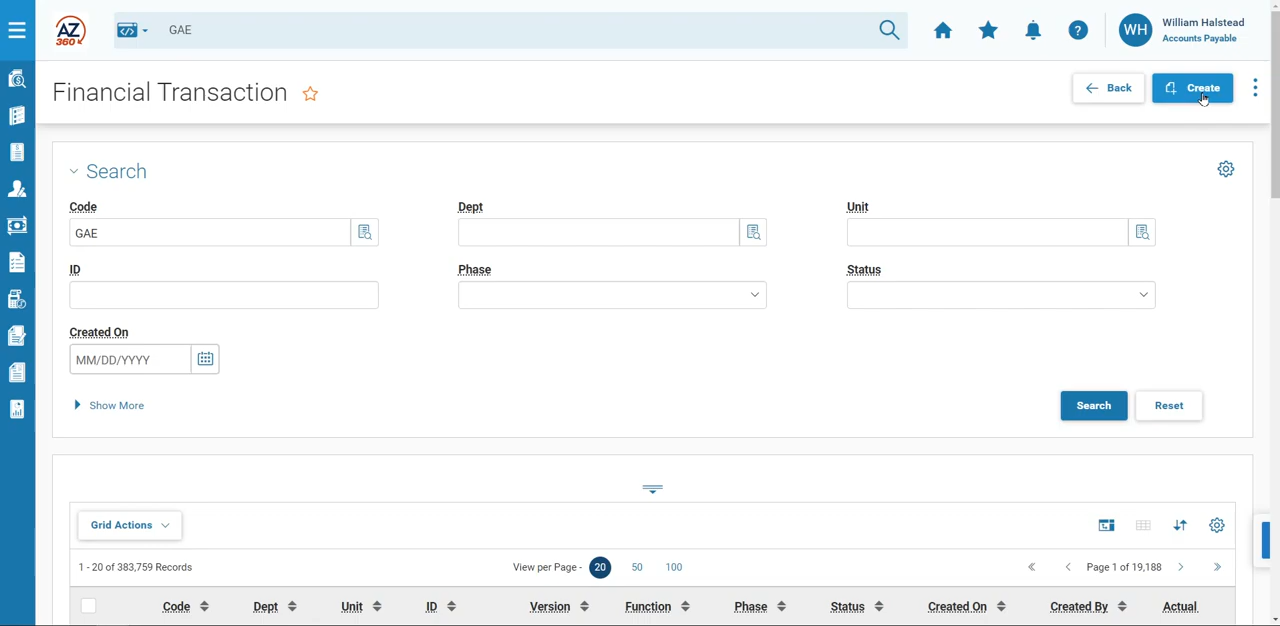 AZ
360
GAE
WH
William Halstead
Accounts Payable
Financial Transaction
Back
Create
Search
Code
Dept
Unit
GAE
ID
Phase
Status
Created On
MM/DD/YYYY
Show More
Search
Reset
Grid Actions
1 - 20 of 383,759 Records
View per Page - 20 50 100
Page 1 of 19,188
Code Dept Unit ID Version Function Phase Status Created On Created By Actual